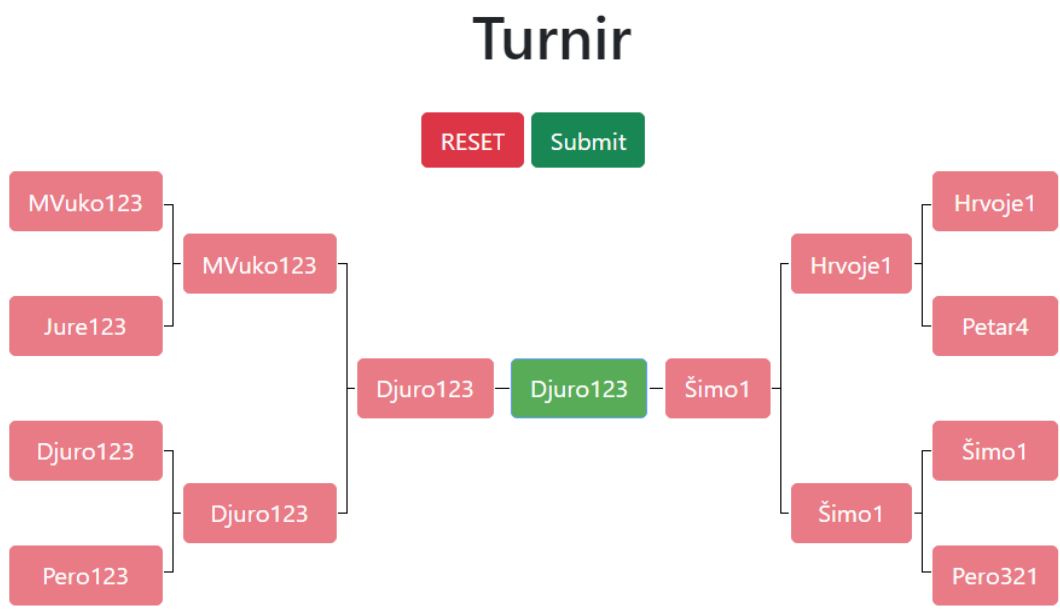 Turnir
RESET Submit
MVuko123 Hrvoje1
MVuko123 Hrvoje1
Jure123 Petar4
Djuro123 Djuro123 Šimo1
Djuro123 Šimo1
Djuro123 Šimo1
Pero123 Pero321